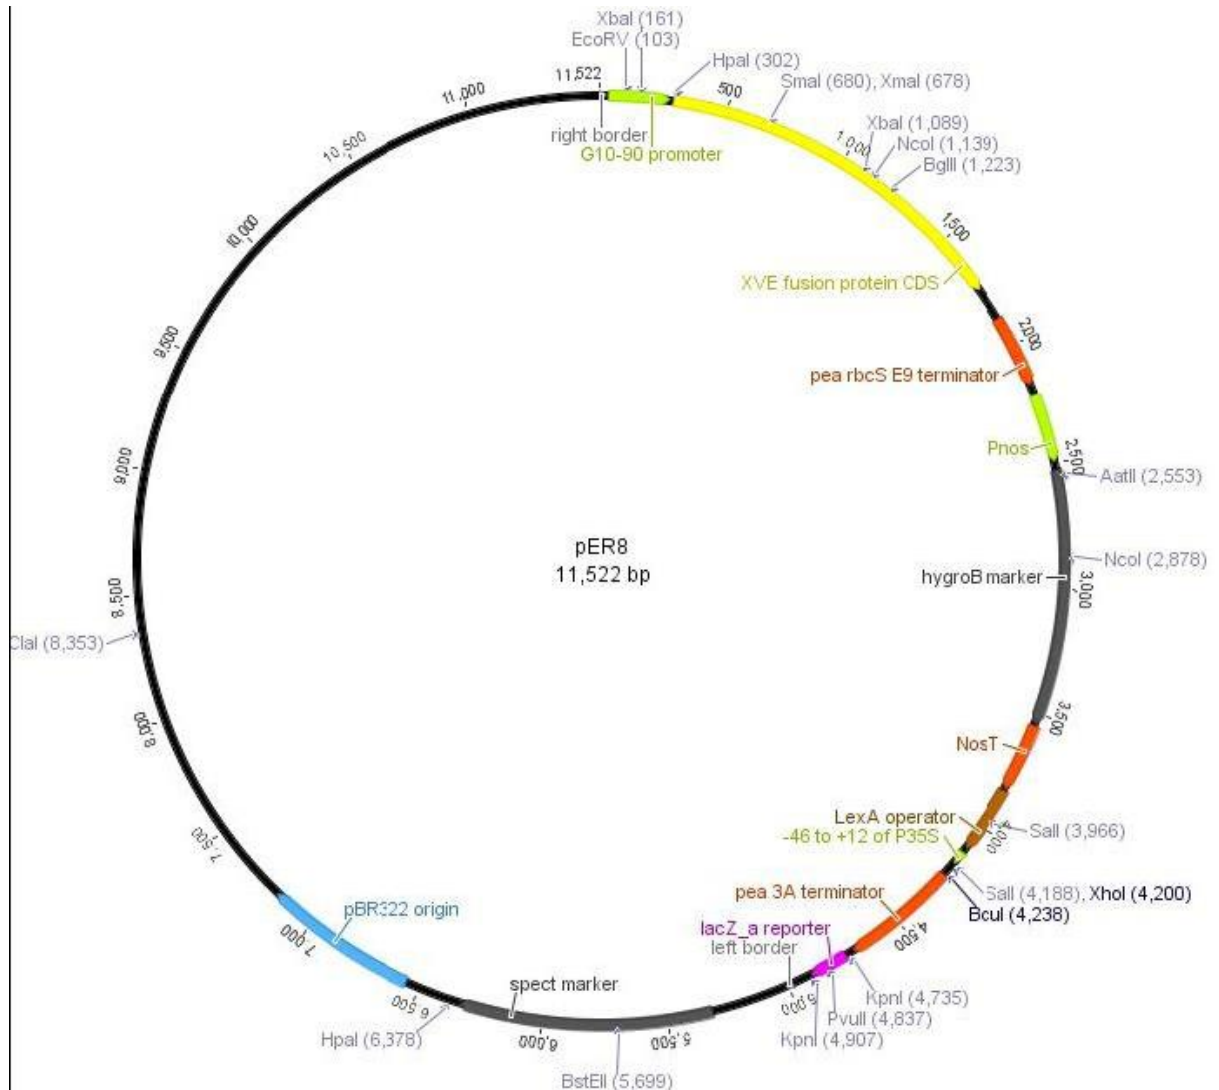 XbaI (161)
EcoRV (103)
11,522
HpaI (302)
11,000
500
SmaI (680), XmaI (678)
right border
G10-90 promoter
10,500
1,000
XbaI (1,089)
NcoI (1,139)
BglII (1,223)
10,000
1,500
XVE fusion protein CDS
9,500
2,000
pea rbcS E9 terminator
Pnos
9,000
2,500
AatII (2,553)
pER8
11,522 bp
NcoI (2,878)
hygroB marker
3,000
8,500
ClaI (8,353)
8,000
3,500
NosT
LexA operator
-46 to +12 of P35S
4,000
SalI (3,966)
7,500
SalI (4,188), XhoI (4,200)
BcuI (4,238)
pea 3A terminator
pBR322 origin
lacZ_a reporter
4,500
left border
7,000
spect marker
5,000
KpnI (4,735)
PvuII (4,837)
KpnI (4,907)
6,500
HpaI (6,378)
6,000
5,500
BstEII (5,699)